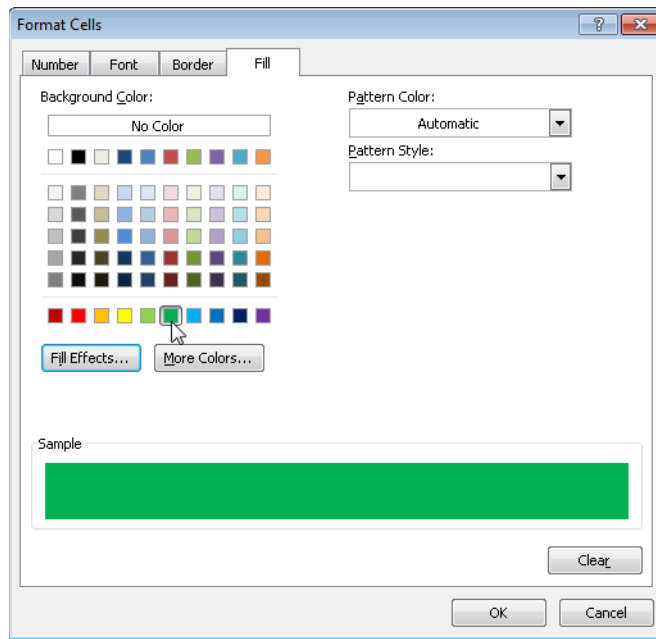 Format Cells
Number Font Border Fill
Background Color:
No Color
Pattern Color:
Automatic
Pattern Style:
Fill Effects...
More Colors...
Sample
Clear
OK
Cancel